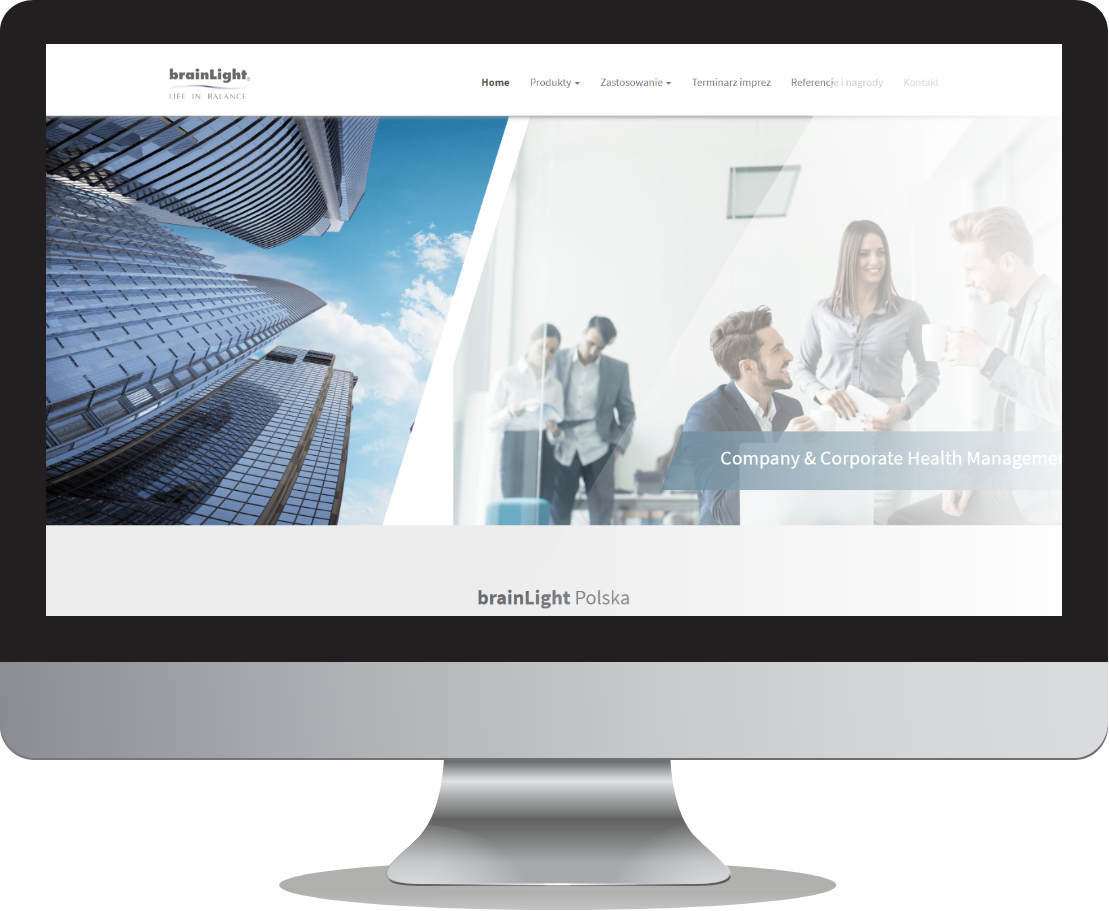 brainLight®
LIFE IN BALANCE
Home Produkty Zastosowanie Terminarz imprez Referencje i nagrody Kontakt
Company & Corporate Health Managemen
brainLight Polska